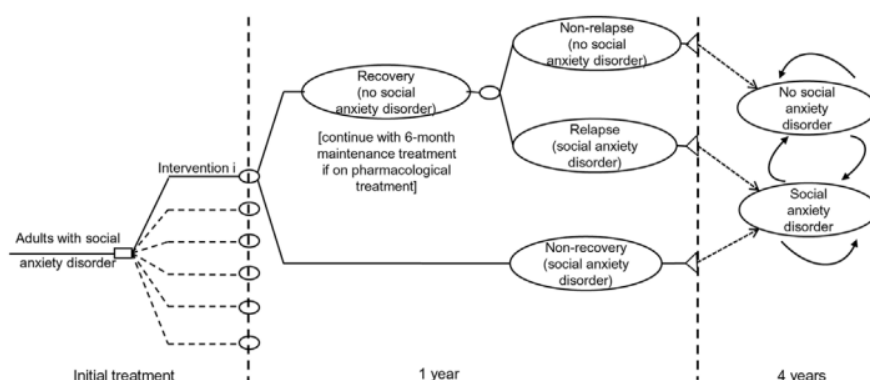 Non-relapse
(no social
anxiety disorder)
Recovery
(no social
anxiety disorder)
No social
anxiety
disorder
[continue with 6-month
maintenance treatment
if on pharmacological
treatment]
Relapse
(social anxiety
disorder)
Intervention i
Social
anxiety
disorder
Adults with social
anxiety disorder
Non-recovery
(social anxiety
disorder)
Initial treatment
1 year
4 years